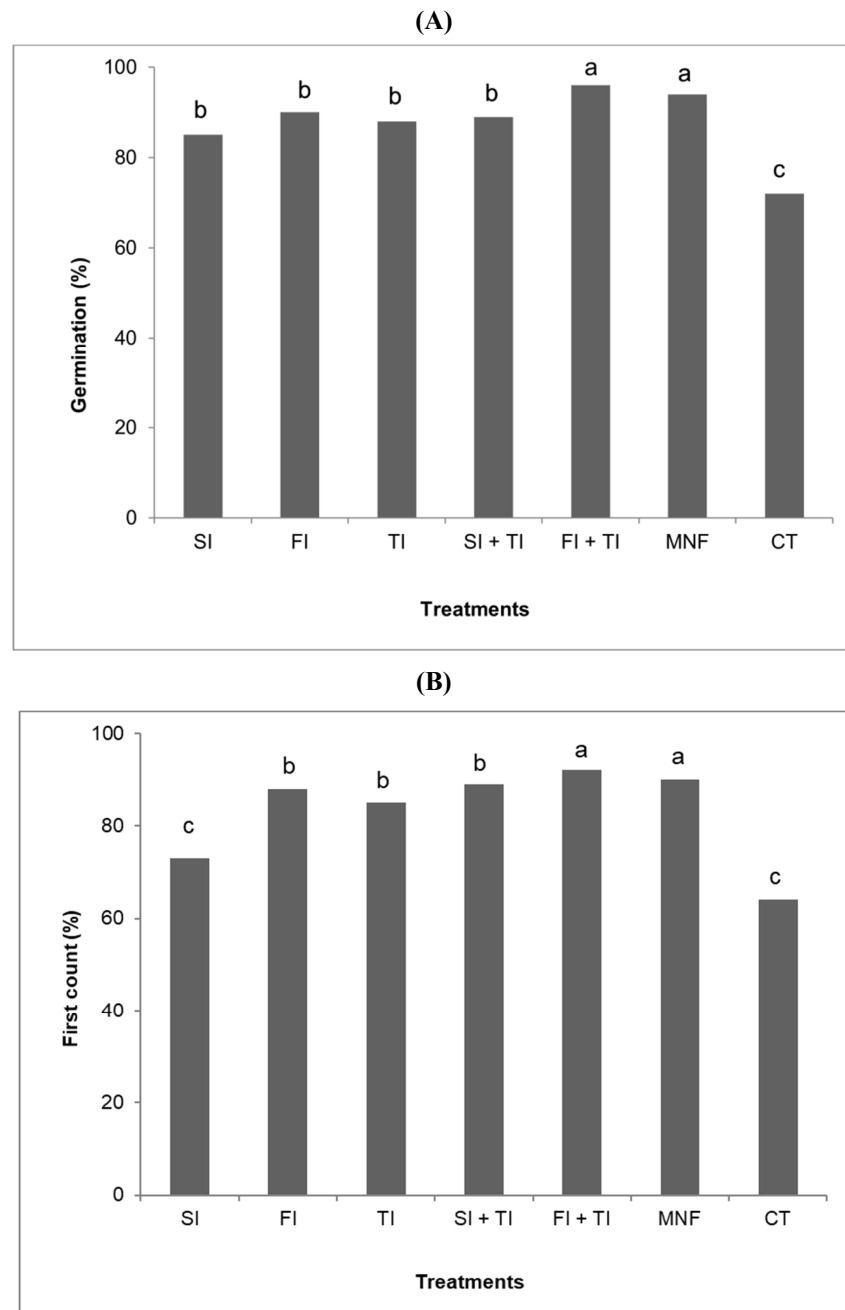 (A)
100
80
60
40
20
0
Germination (%)
b
b
b
b
a
a
c
SI FI TI SI + TI FI + TI MNF CT
Treatments
(B)
100
80
60
40
20
0
First count (%)
c
b
b
b
a
a
c
SI FI TI SI + TI FI + TI MNF CT
Treatments